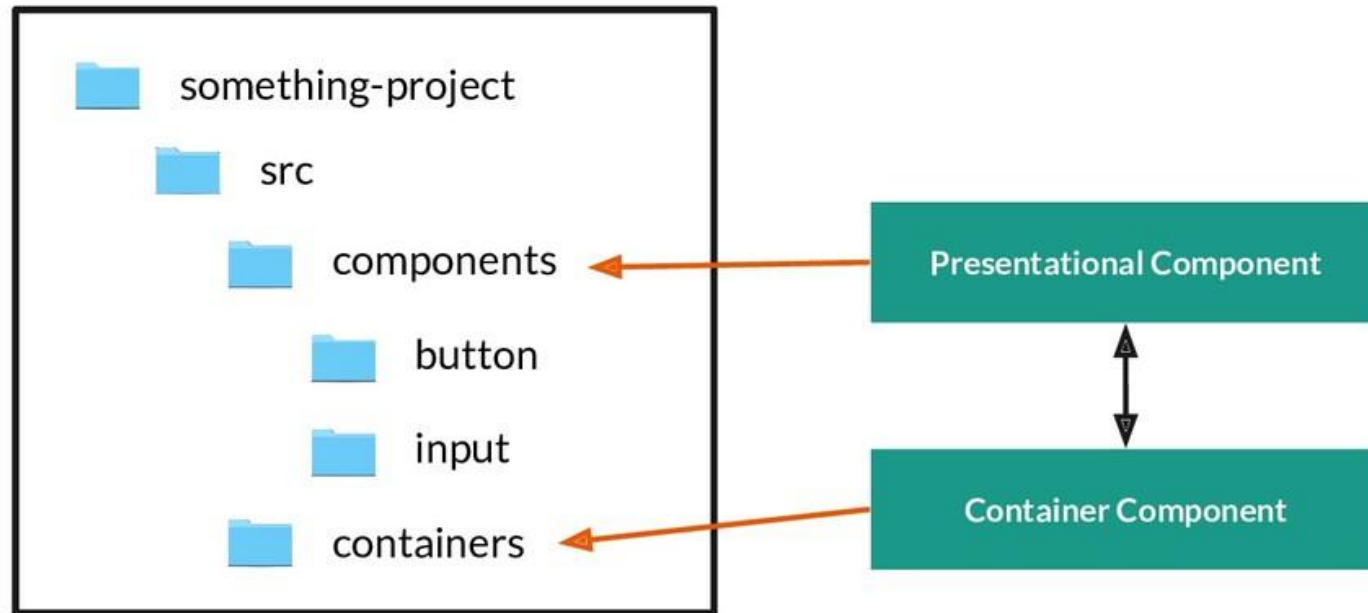 something-project
src
components
Presentational Component
button
input
Container Component
containers